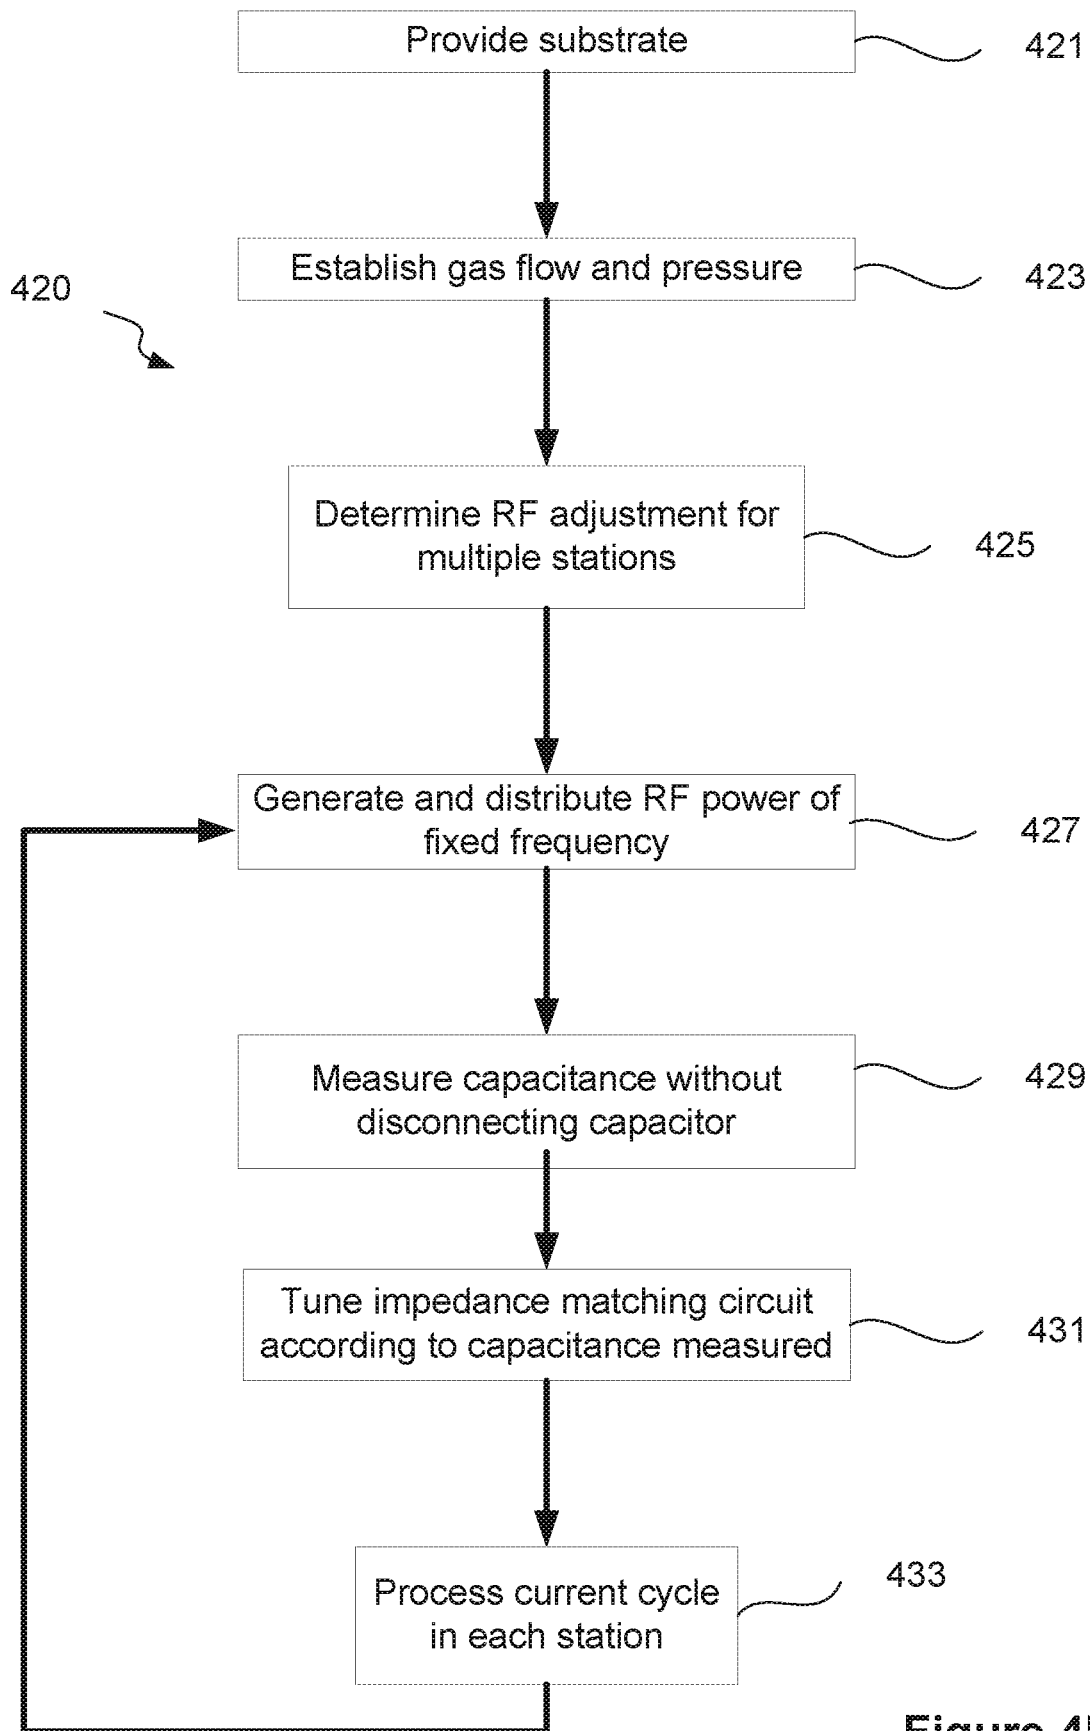 Provide substrate
421
Establish gas flow and pressure
423
420
Determine RF adjustment for
multiple stations
425
Generate and distribute RF power of
fixed frequency
427
Measure capacitance without
disconnecting capacitor
429
Tune impedance matching circuit
according to capacitance measured
431
Process current cycle
in each station
433
Figure